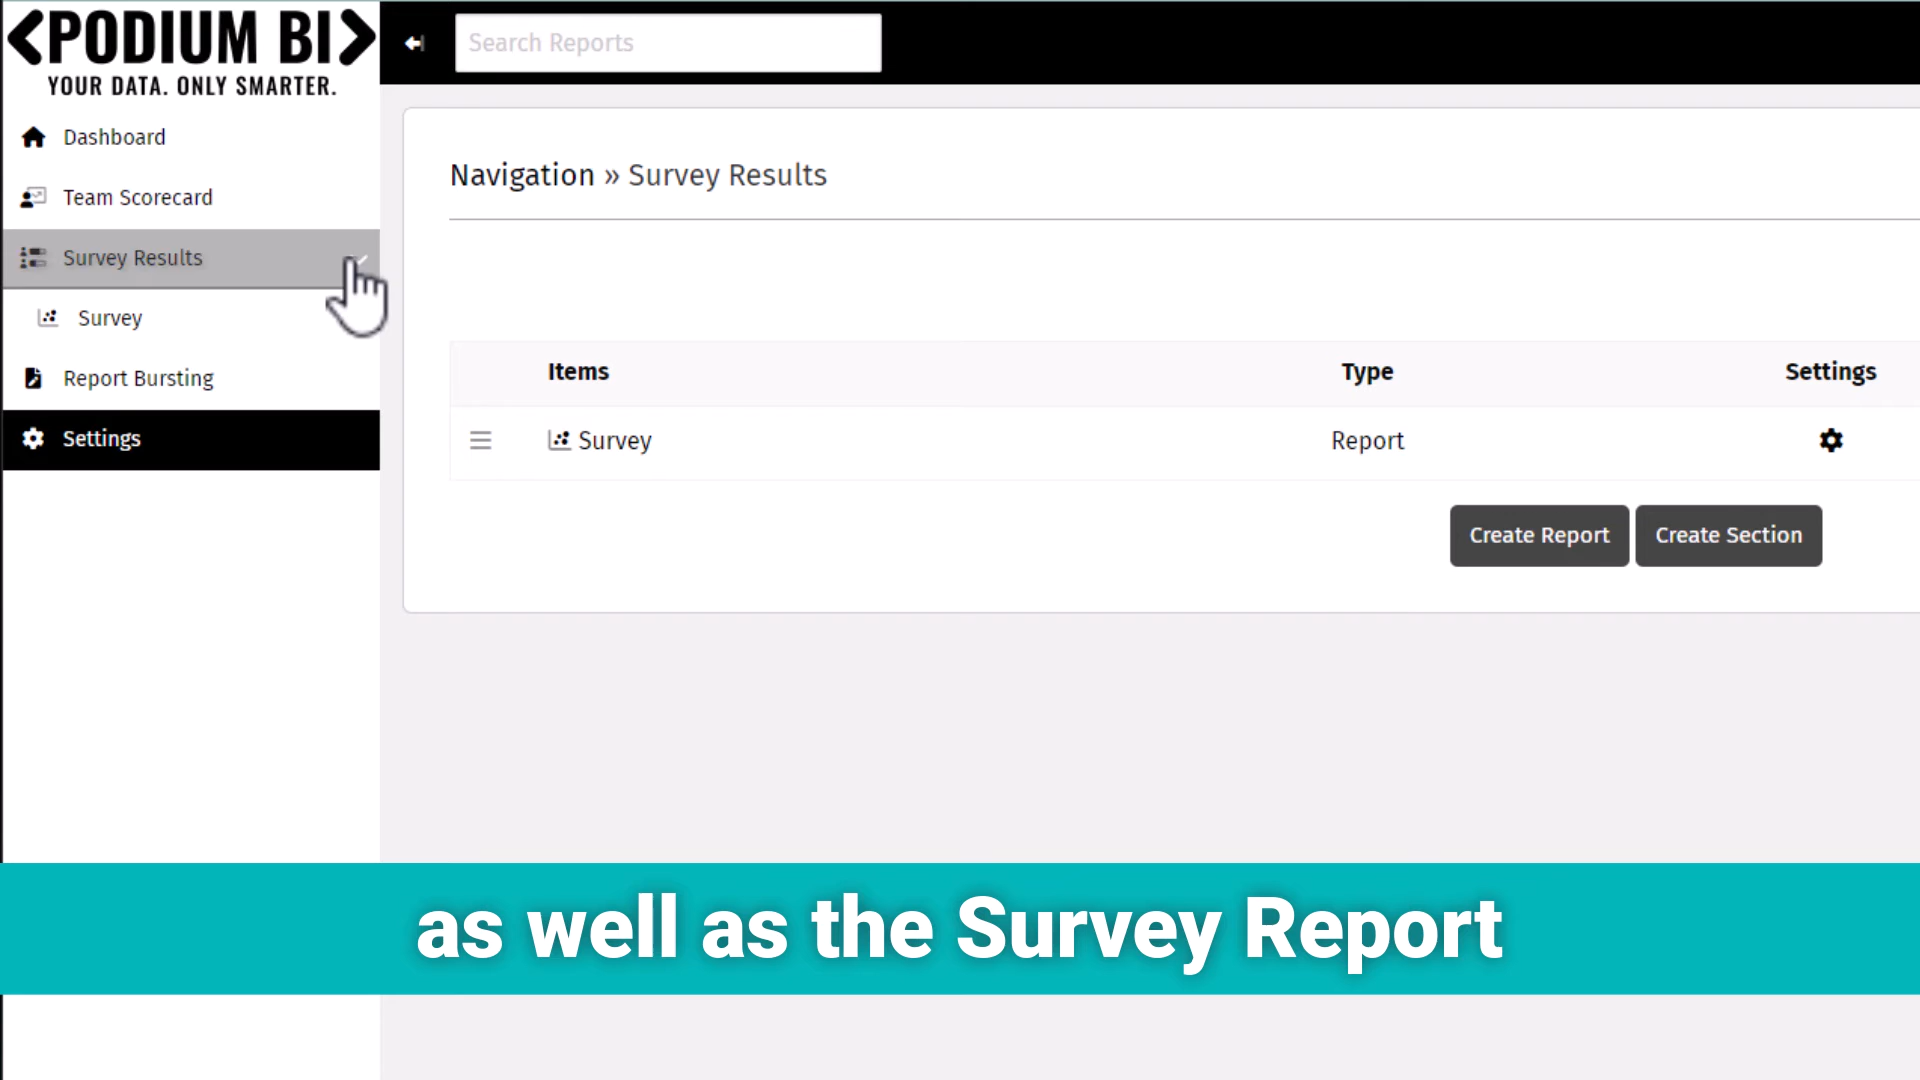 <PODIUM BI>
YOUR DATA. ONLY SMARTER.
Search Reports
Dashboard
Team Scorecard
Survey Results
Survey
Report Bursting
Settings
Navigation » Survey Results
Items Type Settings
Survey Report
Create Report Create Section
as well as the Survey Report